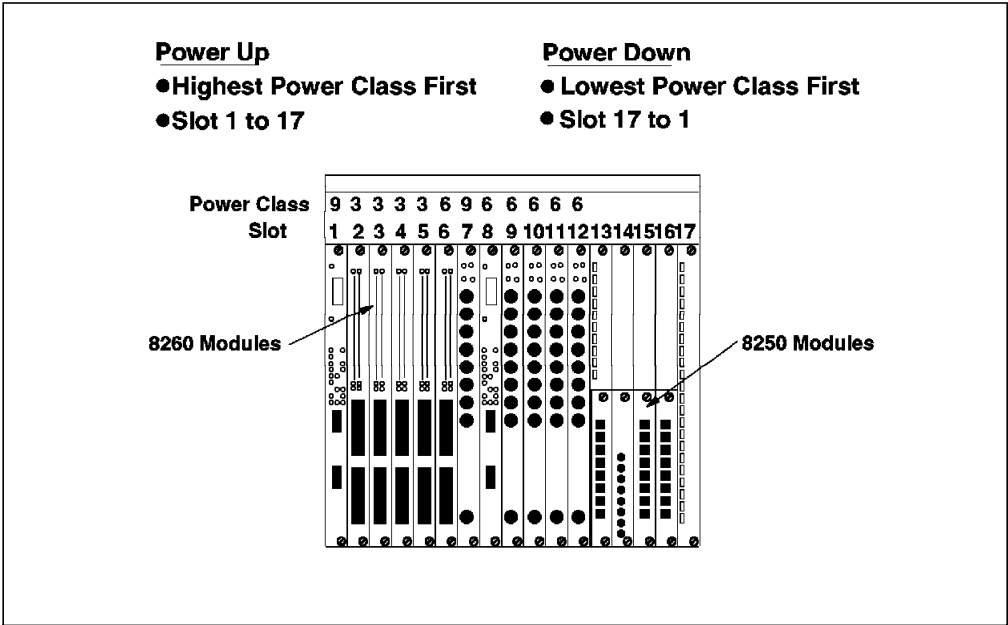 Power Up
●Highest Power Class First
●Slot 1 to 17
Power Down
● Lowest Power Class First
● Slot 17 to 1
Power Class 9 3 3 3 3 6 9 6 6 6 6 6
Slot 1 2 3 4 5 6 7 8 9 10 11 12 13 14 15 16 17
8260 Modules
8250 Modules